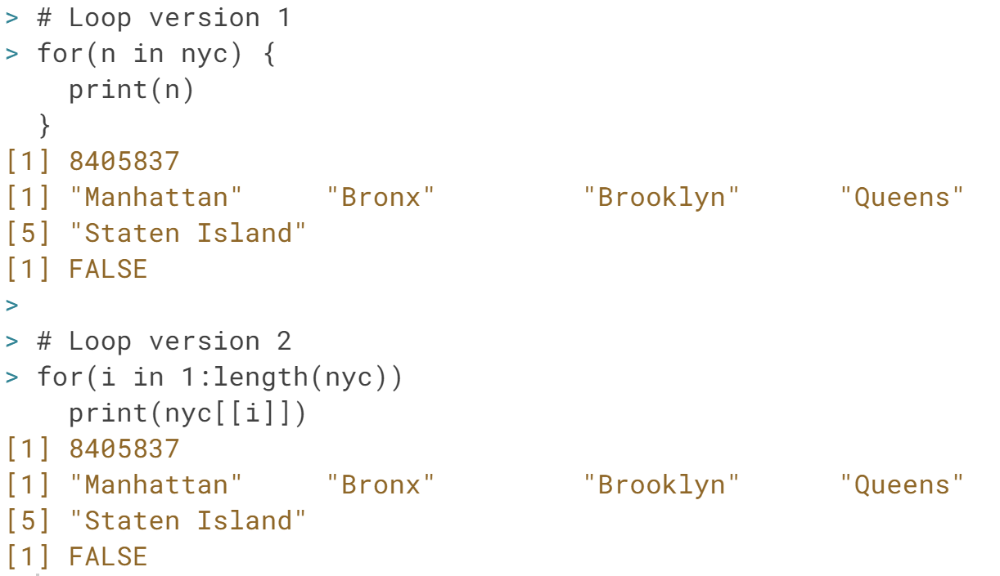 > # Loop version 1
> for(n in nyc) {
    print(n)
  }
[1] 8405837
[1] "Manhattan"     "Bronx"         "Brooklyn"      "Queens"
[5] "Staten Island"
[1] FALSE
>
> # Loop version 2
> for(i in 1:length(nyc))
    print(nyc[[i]])
[1] 8405837
[1] "Manhattan"     "Bronx"         "Brooklyn"      "Queens"
[5] "Staten Island"
[1] FALSE